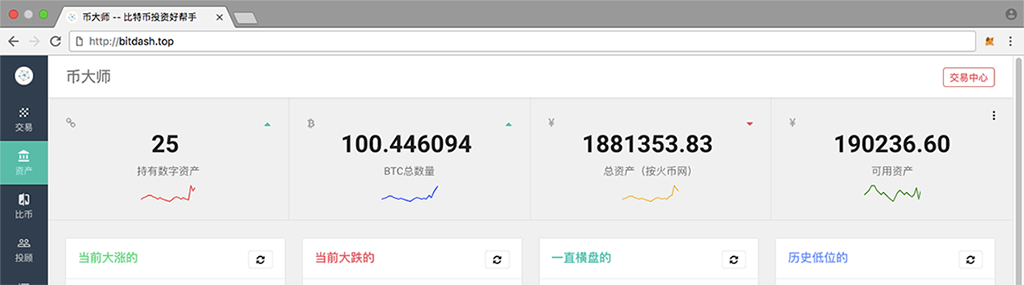 币大师 -- 比特币投资好帮手
http://bitdash.top
币大师
交易中心
交易
资产
比币
投顾
25
持有数字资产
100.446094
BTC总数量
¥
1881353.83
总资产（按火币网）
¥
190236.60
可用资产
当前大涨的
当前大跌的
一直横盘的
历史低位的